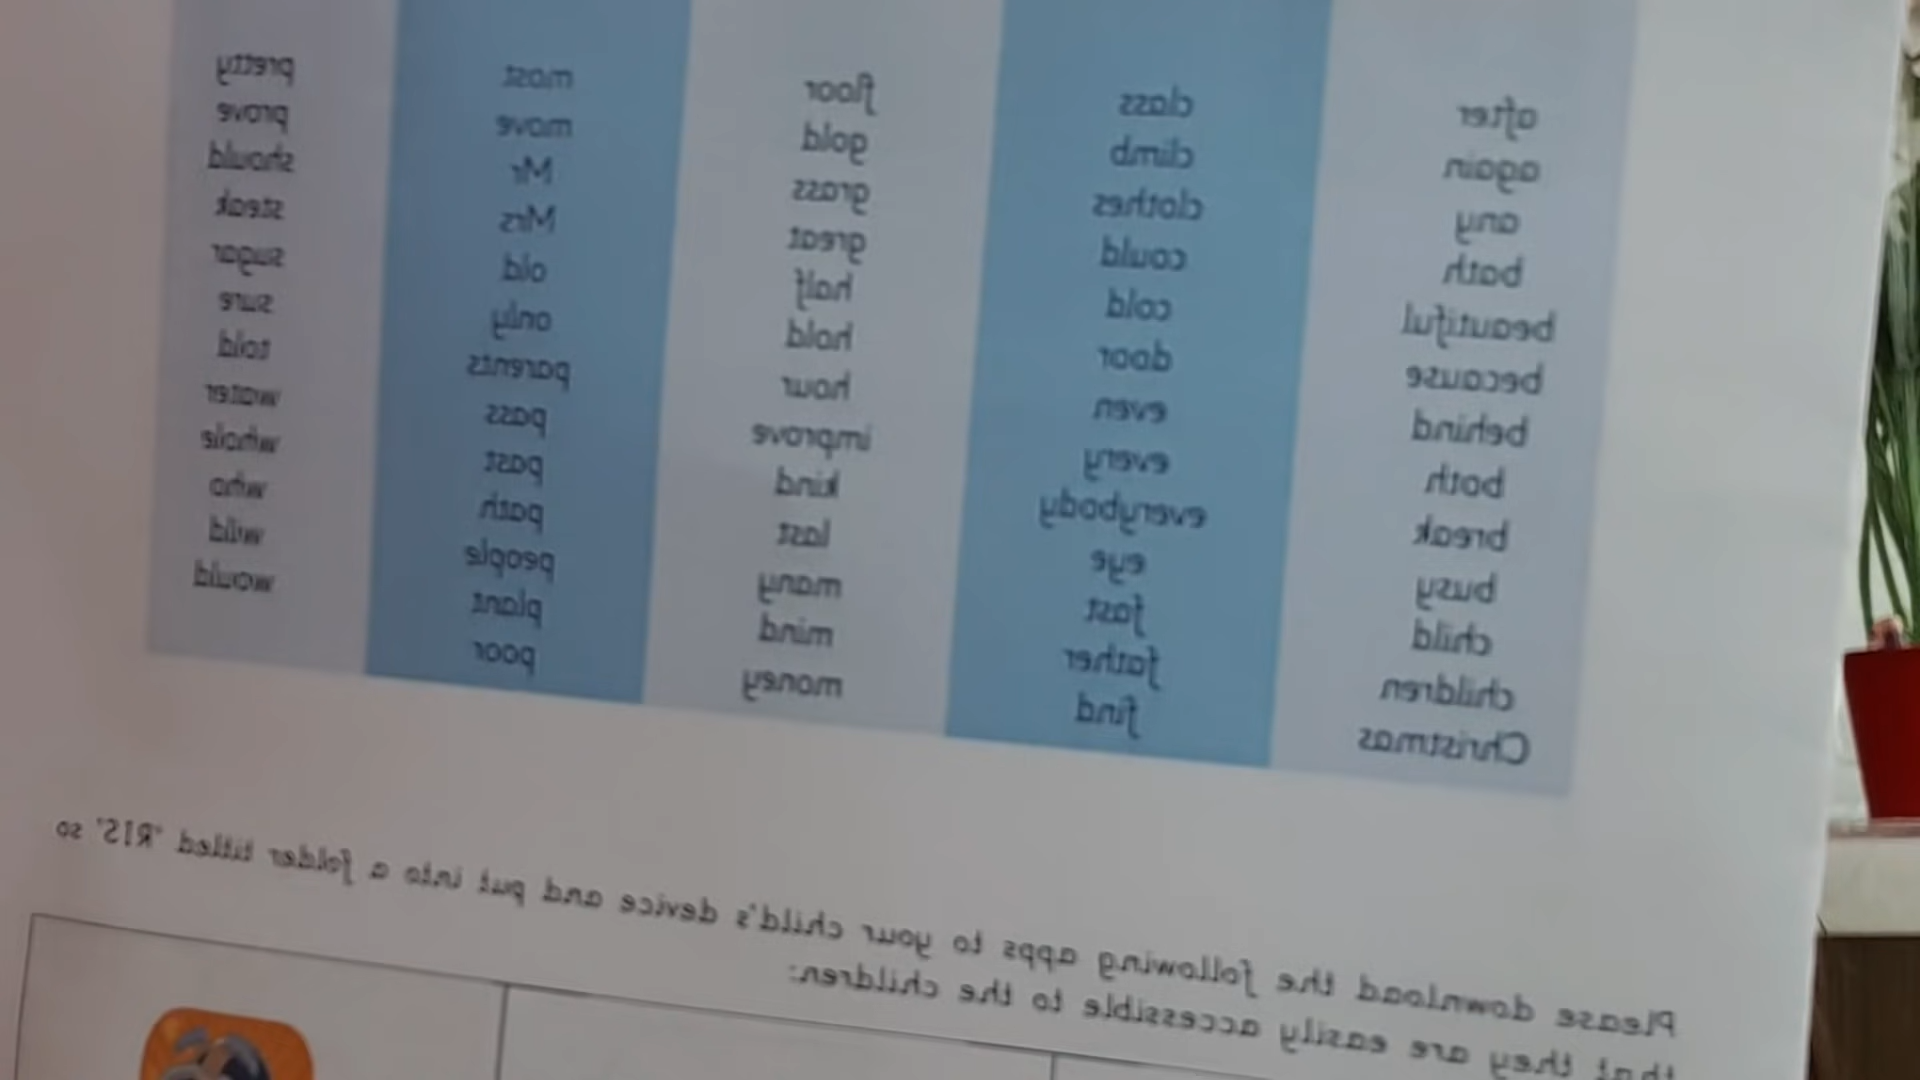 after
again
any
bath
beautiful
because
behind
both
break
busy
child
children
Christmas
class
climb
clothes
could
cold
door
even
every
everybody
eye
fast
father
find
floor
gold
grass
great
half
hold
hour
improve
kind
last
many
mind
money
most
move
Mr
Mrs
old
only
parents
pass
past
path
people
plant
poor
pretty
prove
should
steak
sugar
sure
told
water
whole
who
wild
would
Please download the following apps to your child's device and put into a folder titled 'RIS' so
that they are easily accessible to the children: